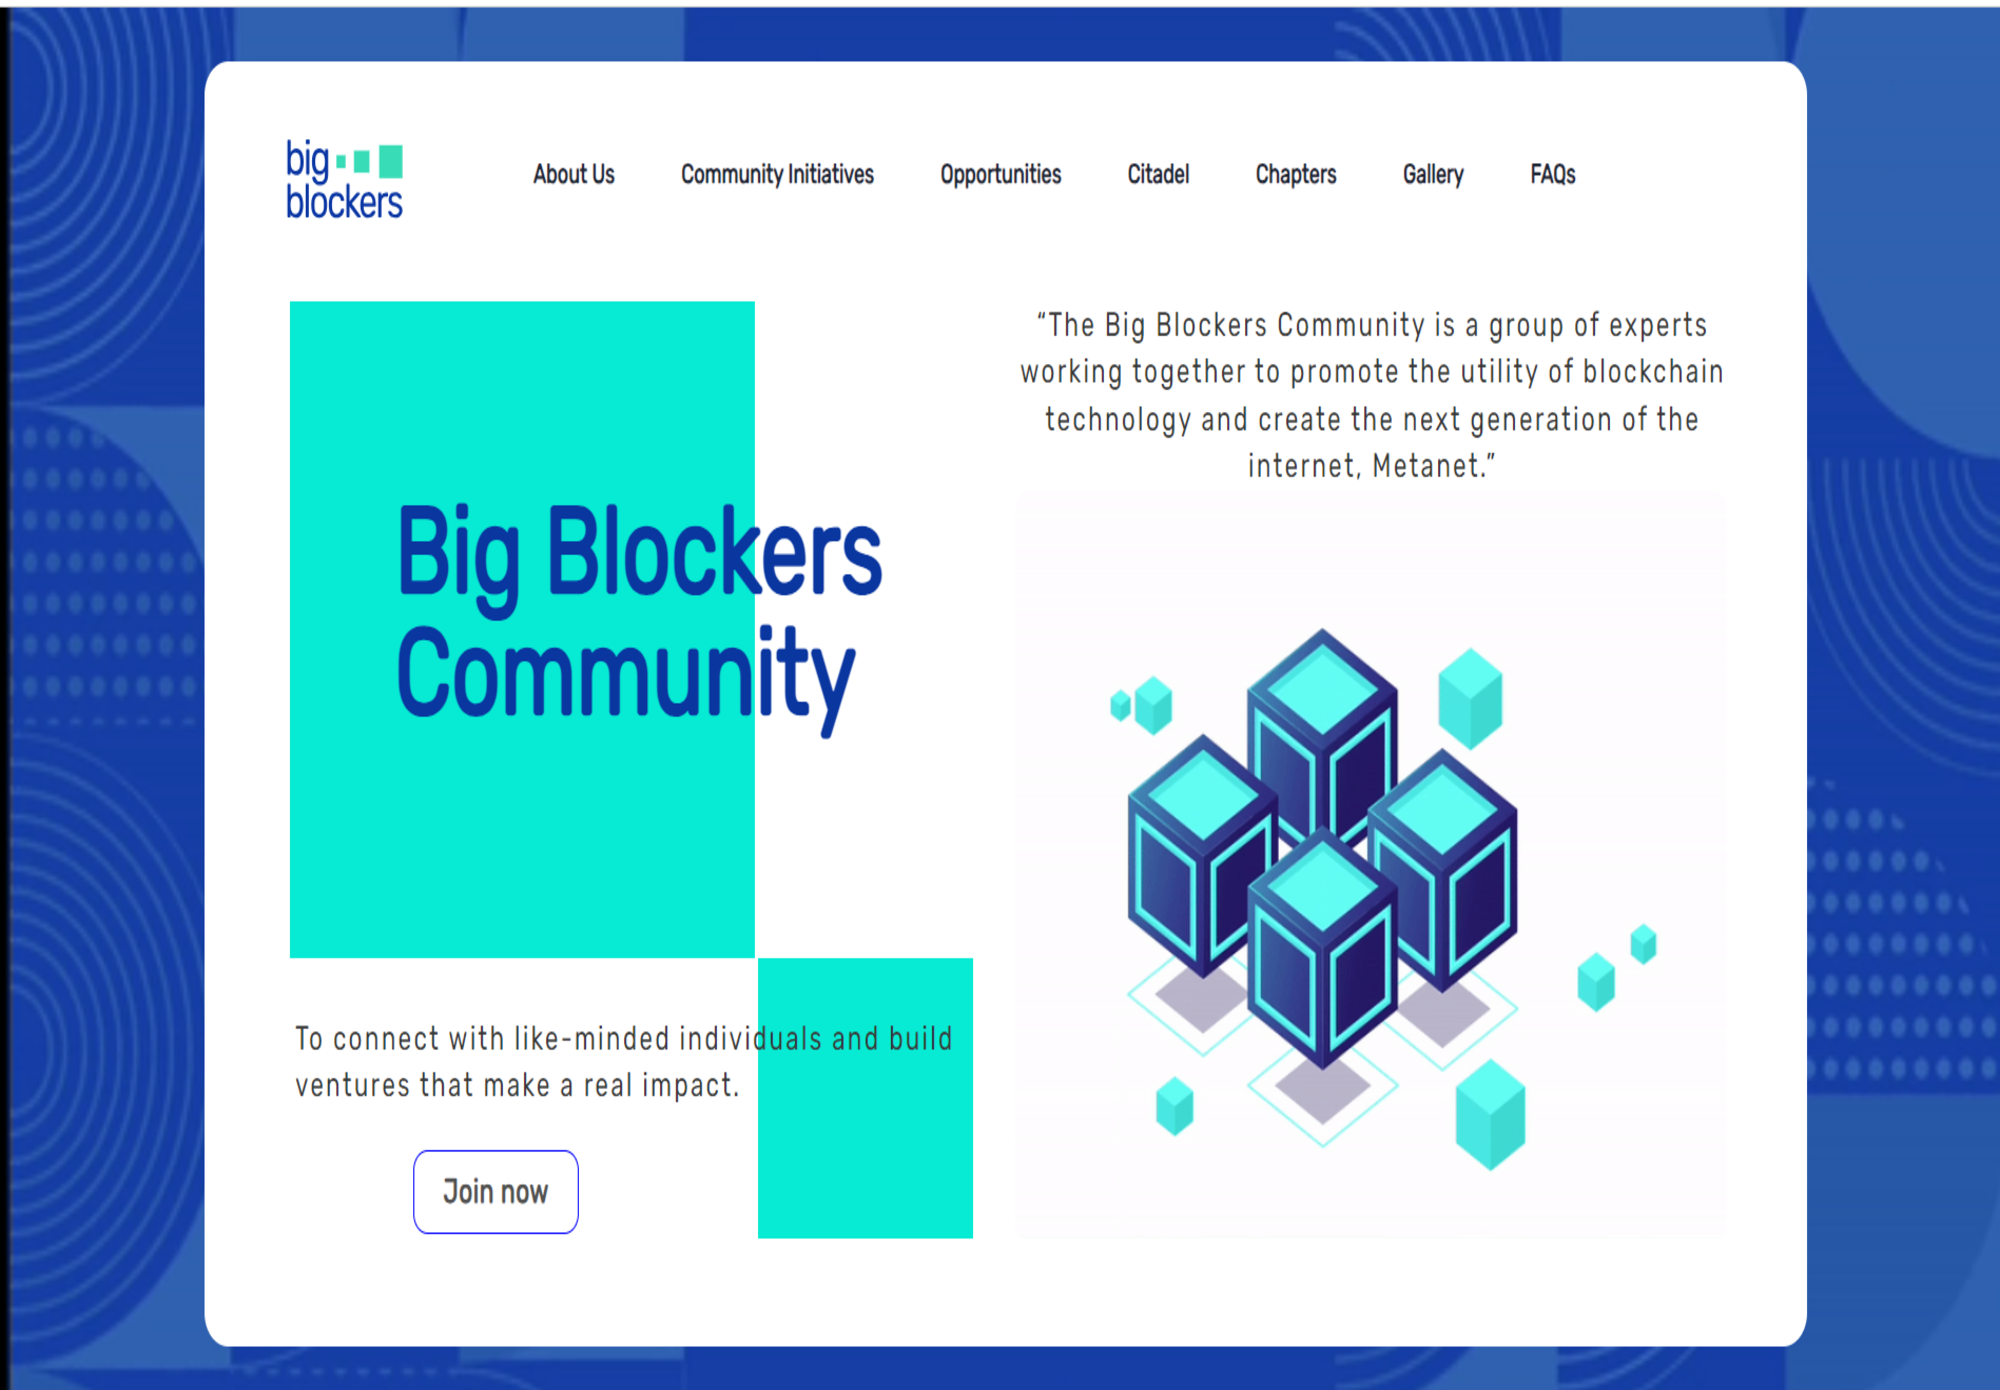 big
blockers
About Us Community Initiatives Opportunities Citadel Chapters Gallery FAQs
“The Big Blockers Community is a group of experts
working together to promote the utility of blockchain
technology and create the next generation of the
internet, Metanet.”
Big Blockers
Community
To connect with like-minded individuals and build
ventures that make a real impact.
Join now